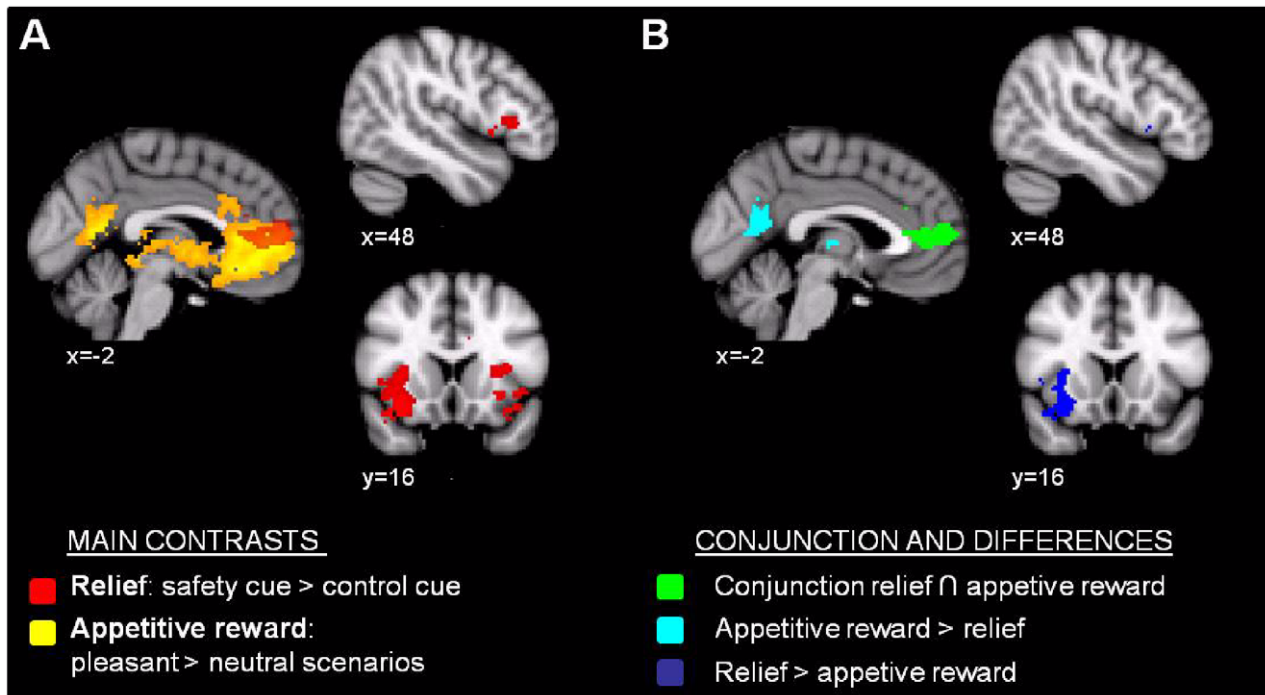 A
x=48
x=-2
y=16
MAIN CONTRASTS
Relief: safety cue > control cue
Appetitive reward:
pleasant > neutral scenarios
B
x=48
x=-2
y=16
CONJUNCTION AND DIFFERENCES
Conjunction relief ∩ appetive reward
Appetitive reward > relief
Relief > appetive reward